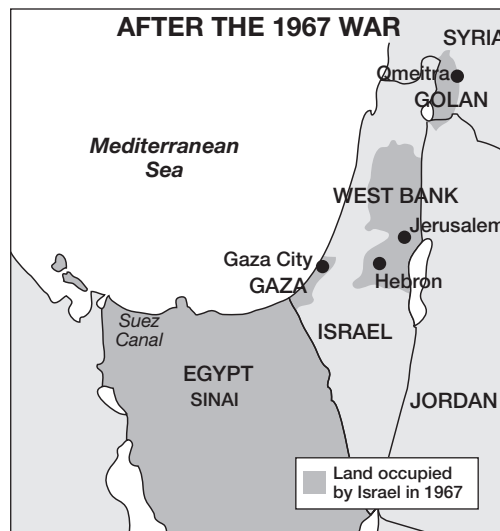 AFTER THE 1967 WAR
SYRIA
Qmeitra
GOLAN
Mediterranean
Sea
WEST BANK
Jerusalem
Gaza City
GAZA
Hebron
Suez
Canal
ISRAEL
EGYPT
SINAI
JORDAN
Land occupied
by Israel in 1967